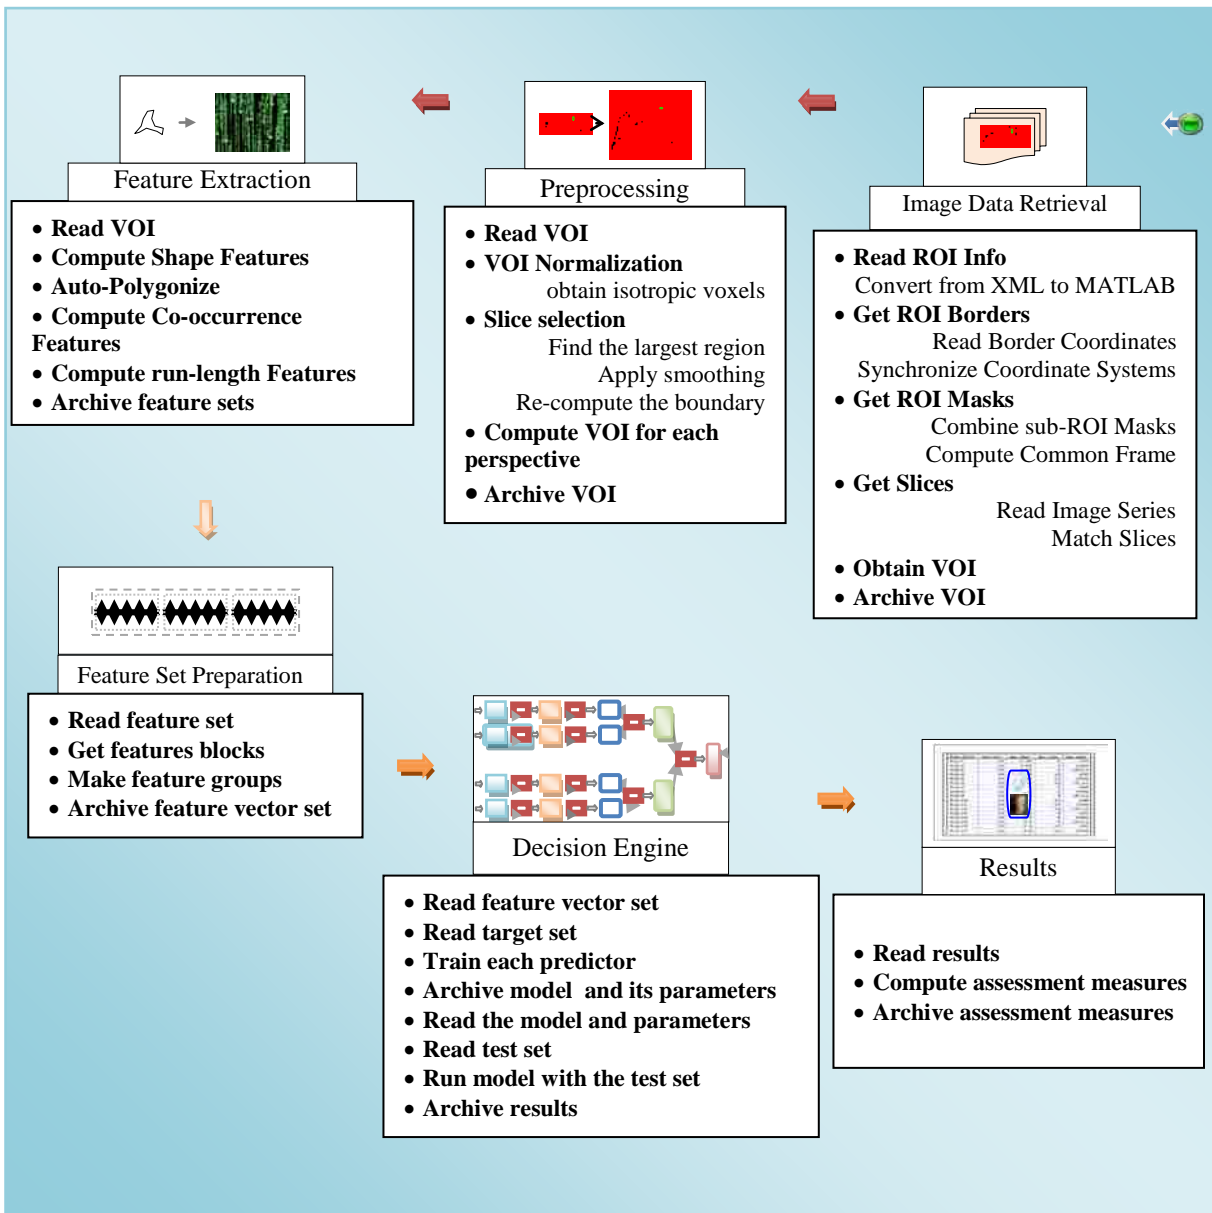 Feature Extraction
• Read VOI
• Compute Shape Features
• Auto-Polygonize
• Compute Co-occurrence
Features
• Compute run-length Features
• Archive feature sets
Preprocessing
• Read VOI
• VOI Normalization
obtain isotropic voxels
• Slice selection
Find the largest region
Apply smoothing
Re-compute the boundary
• Compute VOI for each
perspective
• Archive VOI
Image Data Retrieval
• Read ROI Info
Convert from XML to MATLAB
• Get ROI Borders
Read Border Coordinates
Synchronize Coordinate Systems
• Get ROI Masks
Combine sub-ROI Masks
Compute Common Frame
• Get Slices
Read Image Series
Match Slices
• Obtain VOI
• Archive VOI
Feature Set Preparation
• Read feature set
• Get features blocks
• Make feature groups
• Archive feature vector set
Decision Engine
• Read feature vector set
• Read target set
• Train each predictor
• Archive model  and its parameters
• Read the model and parameters
• Read test set
• Run model with the test set
• Archive results
Results
• Read results
• Compute assessment measures
• Archive assessment measures